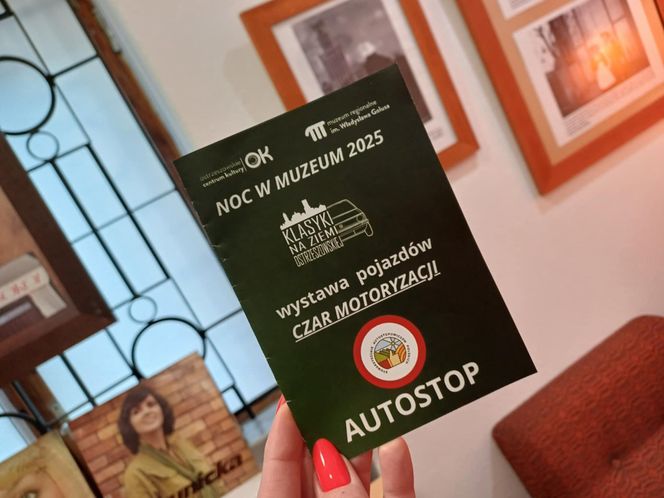 ostrzeszowskie
centrum kultury OK
muzeum regionalne
im. Władysława Golusa
NOC W MUZEUM 2025
KLASYKI
NA ZIEMI
OSTRZESZOWSKIEJ
wystawa pojazdów
CZAR MOTORYZACJI
AUTOSTOP
unicka